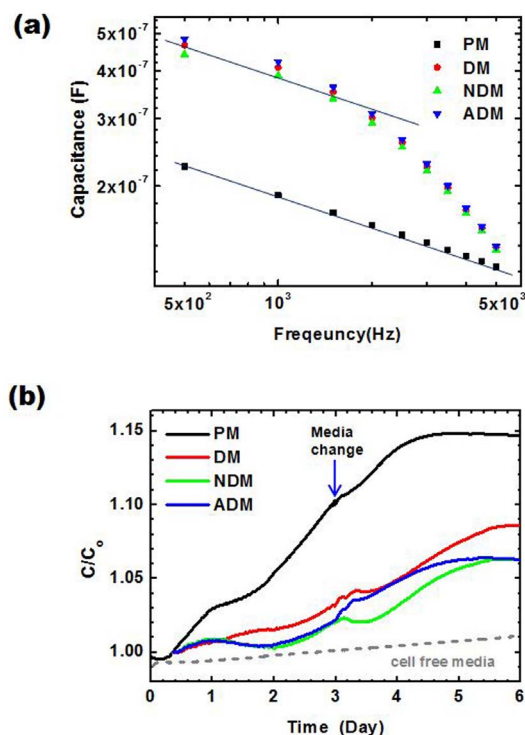 (a)
5x10⁻⁷
4x10⁻⁷
3x10⁻⁷
2x10⁻⁷
Capacitance (F)
PM
DM
NDM
ADM
5x10² 10³ 5x10³
Freqeuncy(Hz)
(b)
1.15
1.10
1.05
1.00
C/Cₒ
PM
DM
NDM
ADM
Media
change
cell free media
0 1 2 3 4 5 6
Time (Day)